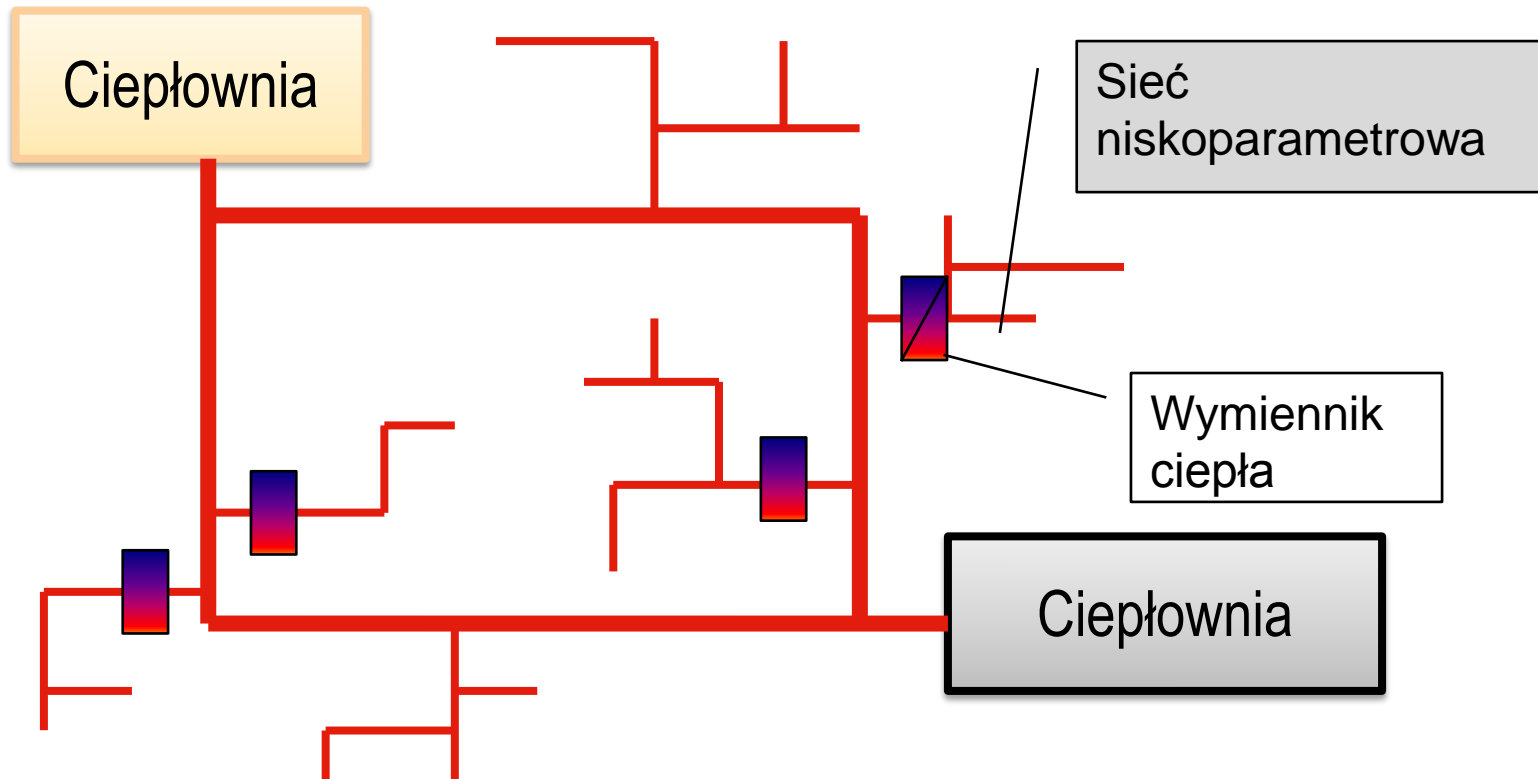 Ciepłownia
Sieć
niskoparametrowa
Wymiennik
ciepła
Ciepłownia